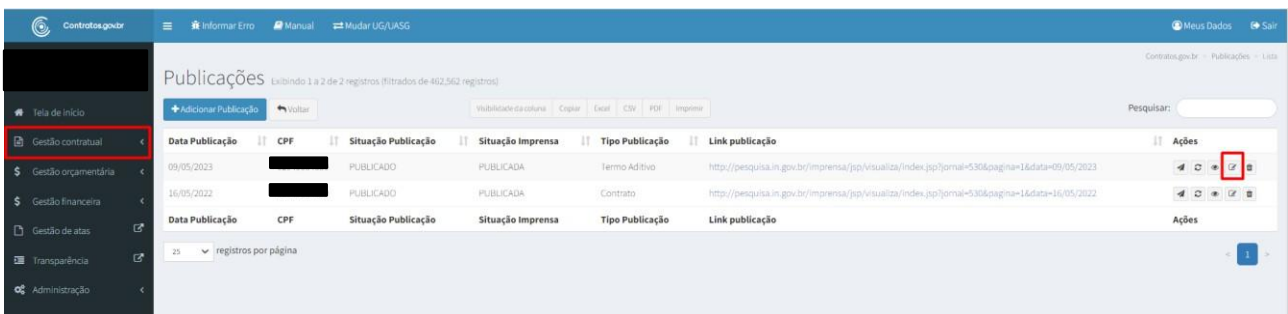 Contratos.gov.br
Informar Erro Manual Mudar UG/UASG Meus Dados Sair
Contratos.gov.br Publicações Lista
Publicações Exibindo 1 a 2 de 2 registros (filtrados de 462,562 registros)
Adicionar Publicação Voltar Visibilidade da coluna Copiar Excel CSV PDF Imprimir Pesquisar:
Tela de início
Gestão contratual
Gestão orçamentária
Gestão financeira
Gestão de atas
Transparência
Administração
Data Publicação CPF Situação Publicação Situação Imprensa Tipo Publicação Link publicação Ações
09/05/2023 PUBLICADO PUBLICADA Termo Aditivo http://pesquisa.in.gov.br/imprensa/jsp/visualiza/index.jsp?jornal=530&pagina=1&data=09/05/2023
16/05/2022 PUBLICADO PUBLICADA Contrato http://pesquisa.in.gov.br/imprensa/jsp/visualiza/index.jsp?jornal=530&pagina=1&data=16/05/2022
Data Publicação CPF Situação Publicação Situação Imprensa Tipo Publicação Link publicação Ações
25 registros por página
< 1 >